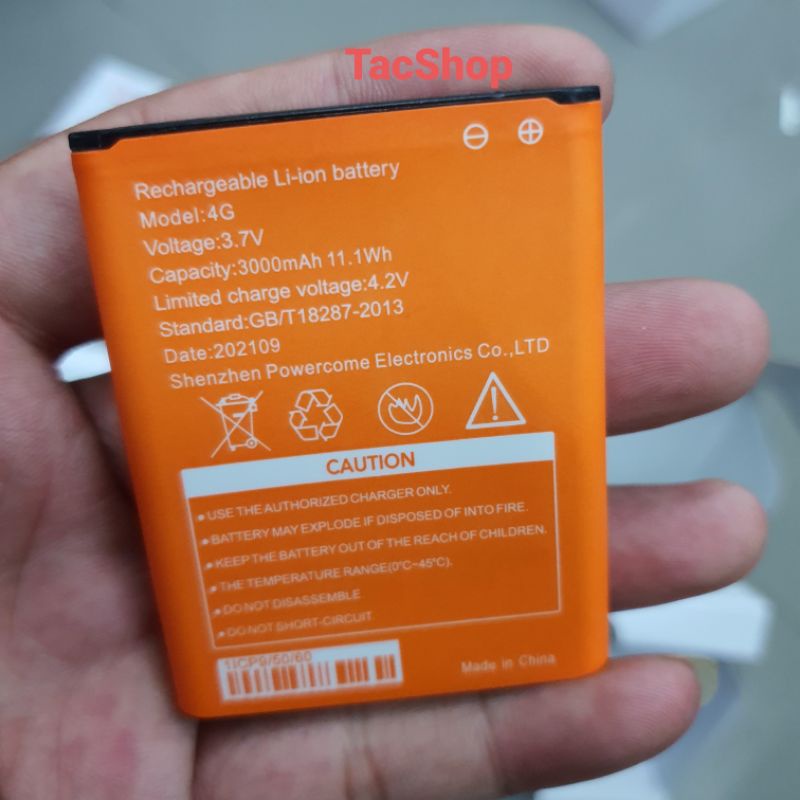 TacShop
Rechargeable Li-ion battery
Model:4G
Voltage:3.7V
Capacity:3000mAh 11.1Wh
Limited charge voltage:4.2V
Standard:GB/T18287-2013
Date:202109
Shenzhen Powercome Electronics Co.,LTD
CAUTION
• USE THE AUTHORIZED CHARGER ONLY.
• BATTERY MAY EXPLODE IF DISPOSED OF INTO FIRE.
• KEEP THE BATTERY OUT OF THE REACH OF CHILDREN.
• THE TEMPERATURE RANGE(0°C~45°C).
• DO NOT DISASSEMBLE
• DO NOT SHORT-CIRCUIT.
1ICP9/60/60
Made in China